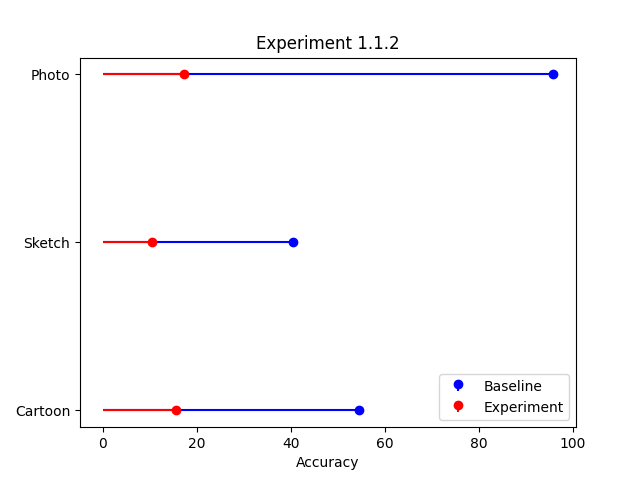 Experiment 1.1.2
Photo
Sketch
Cartoon
Baseline
Experiment
0 20 40 60 80 100
Accuracy